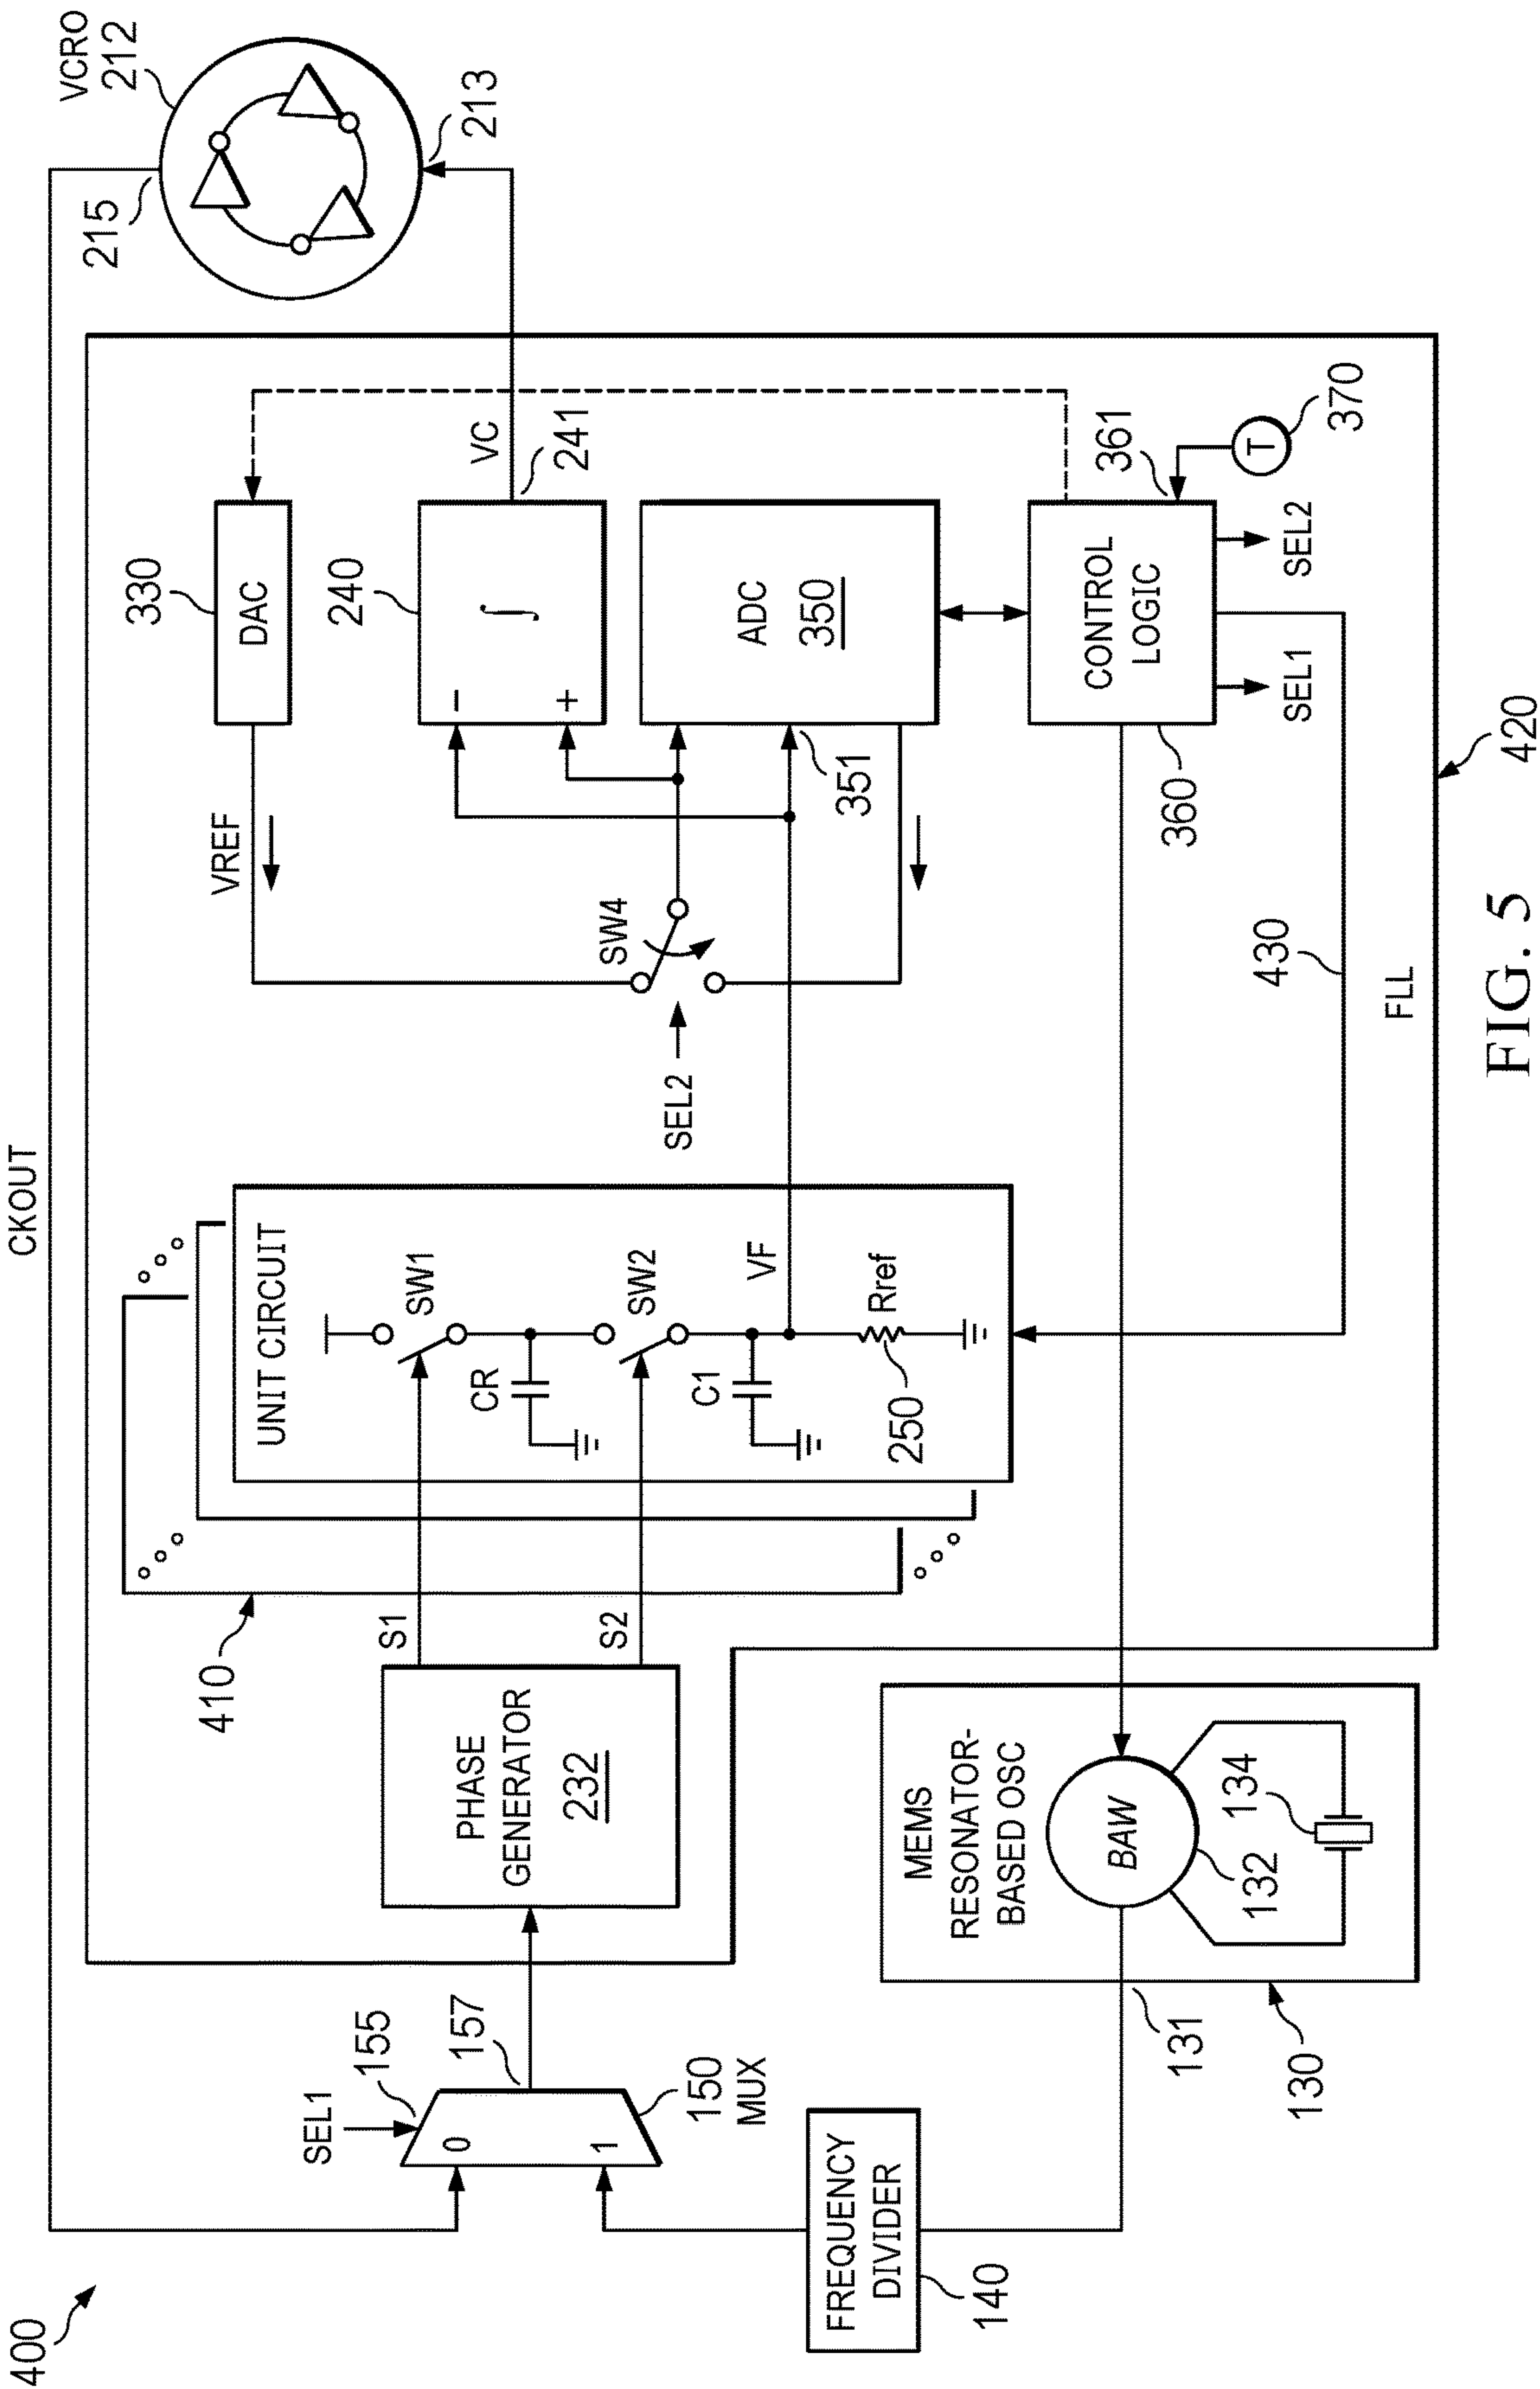 400
CKOUT
VCRO
212
215
213
SEL1
155
0
1
157
150
MUX
FREQUENCY
DIVIDER
140
PHASE
GENERATOR
232
S1
S2
410
UNIT CIRCUIT
SW1
CR
SW2
C1
VF
Rref
250
VREF
DAC
330
SW4
SEL2
240
∫
−
+
VC
241
ADC
350
351
CONTROL
LOGIC
360
361
T
370
SEL1
SEL2
430
FLL
420
MEMS
RESONATOR-
BASED OSC
BAW
132
134
131
130
FIG. 5